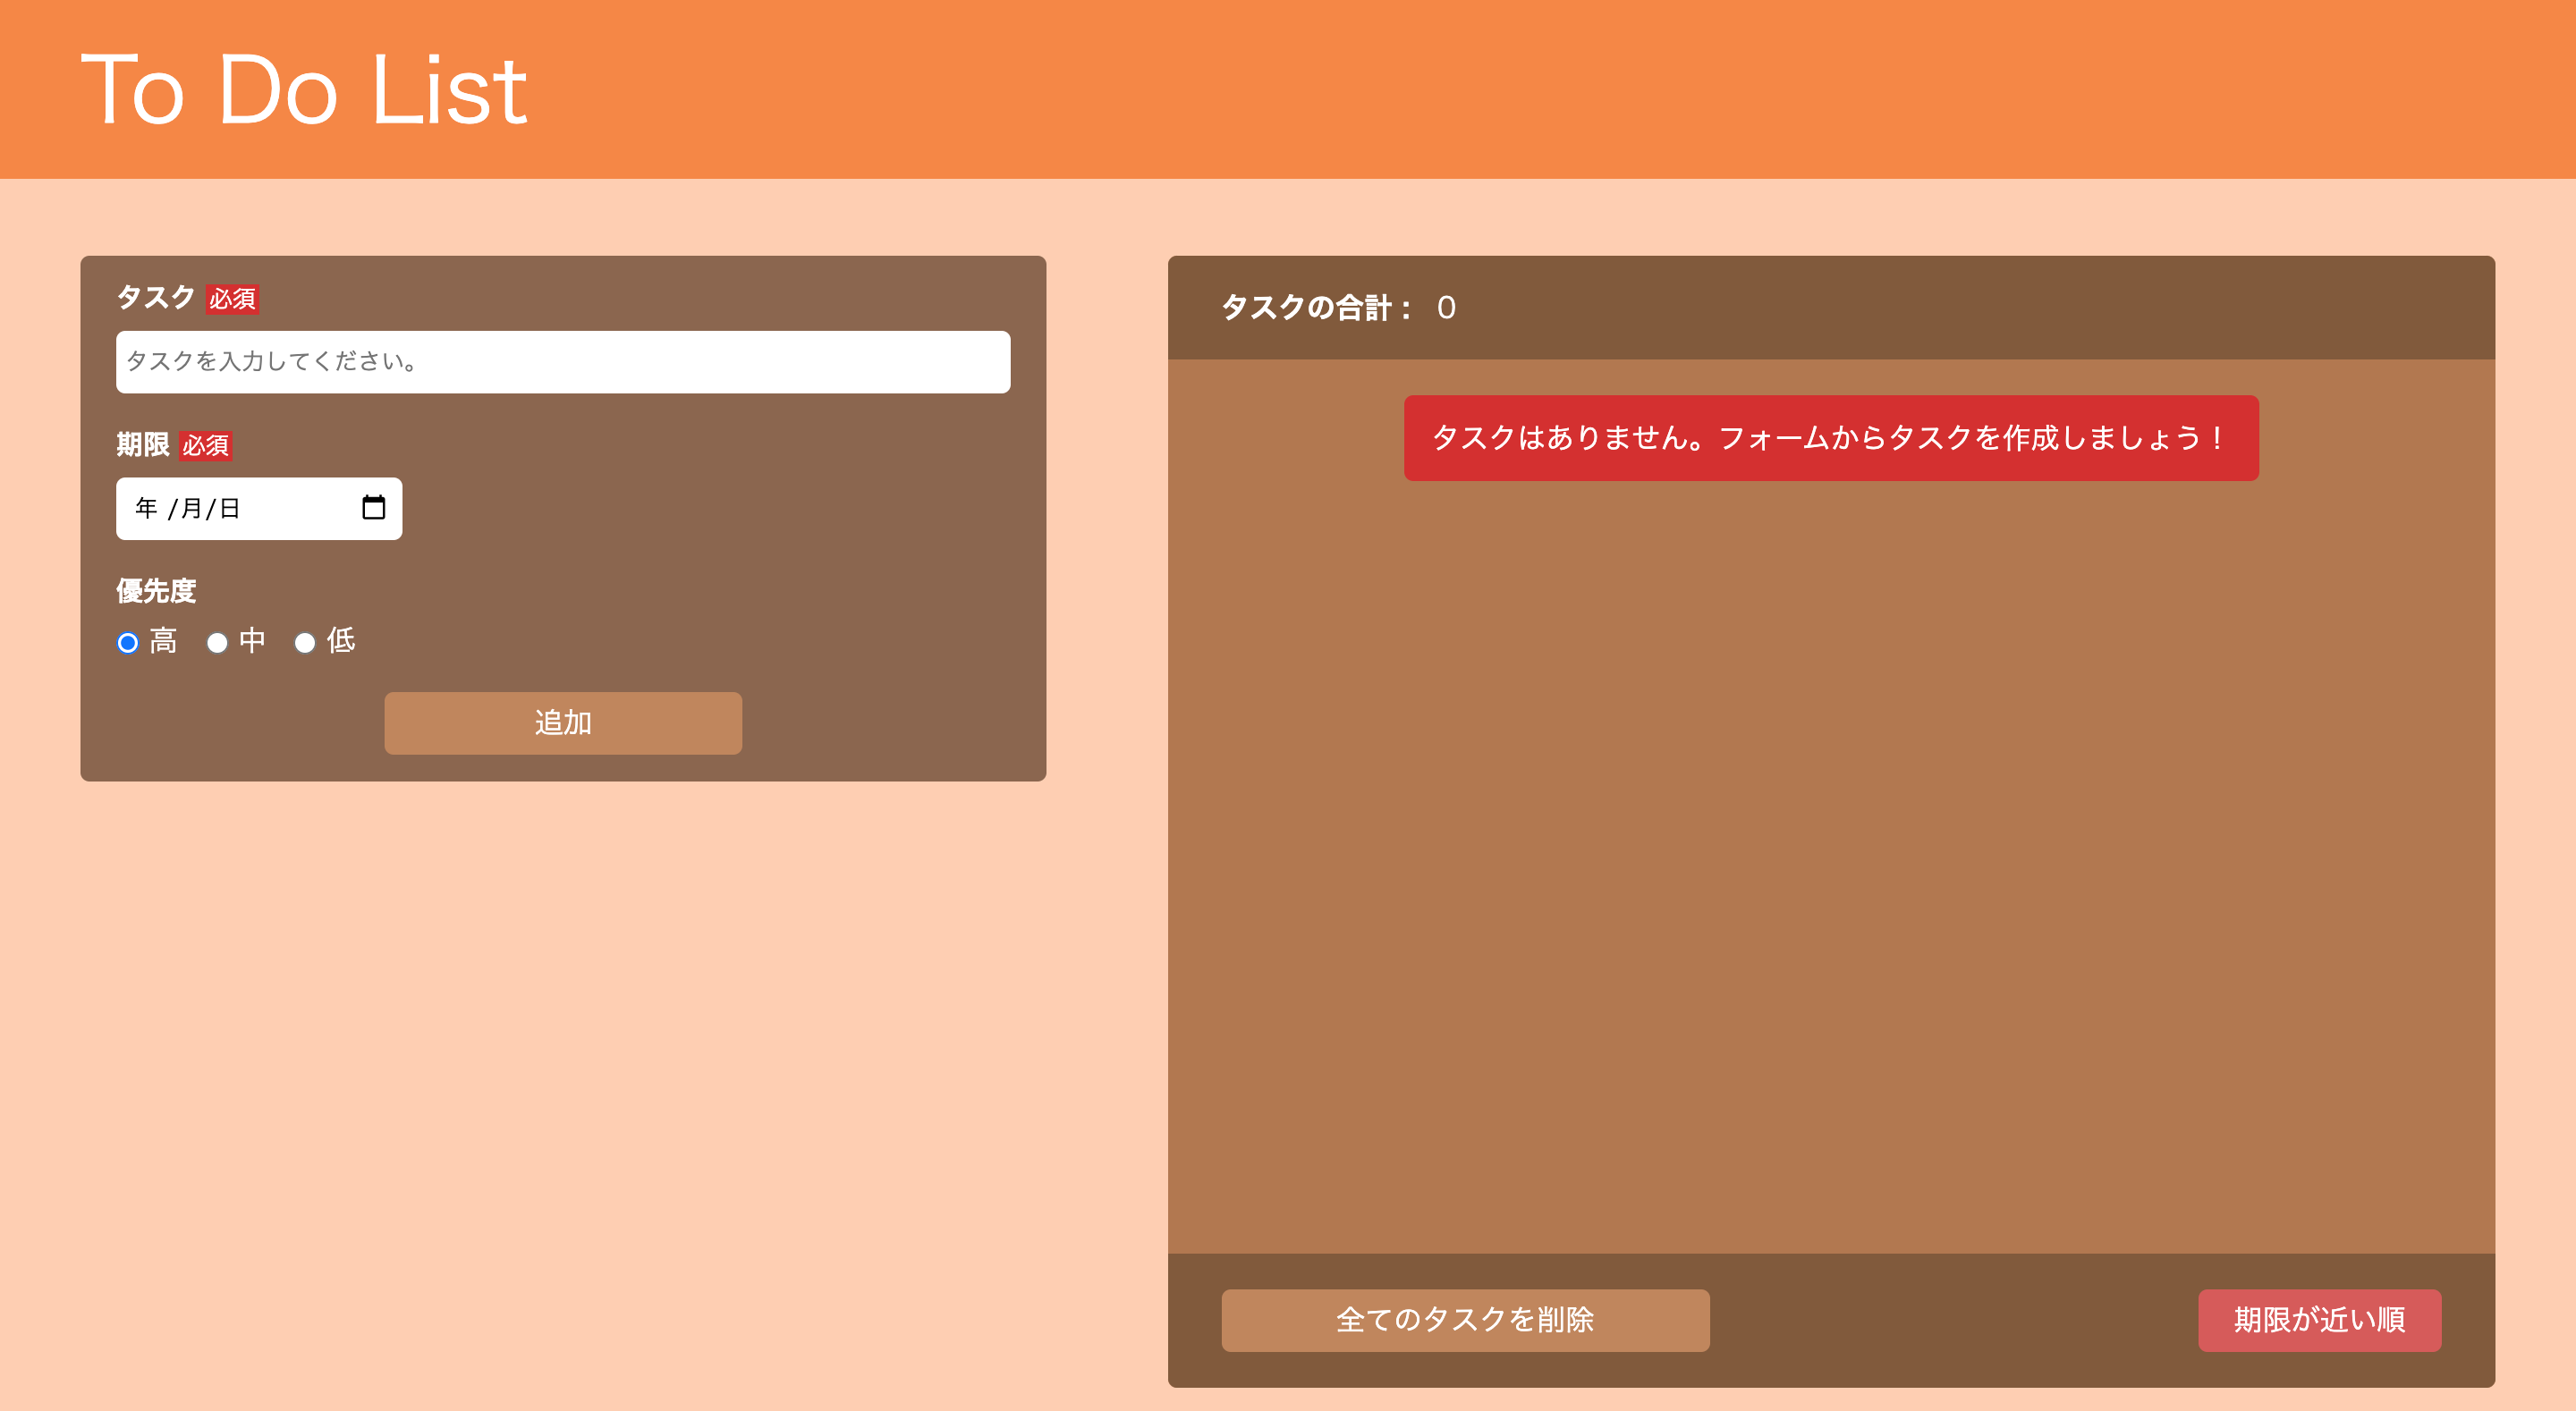 To Do List
タスク 必須
タスクを入力してください。
期限 必須
年 /月/日
優先度
高 中 低
追加
タスクの合計： 0
タスクはありません。フォームからタスクを作成しましょう！
全てのタスクを削除
期限が近い順